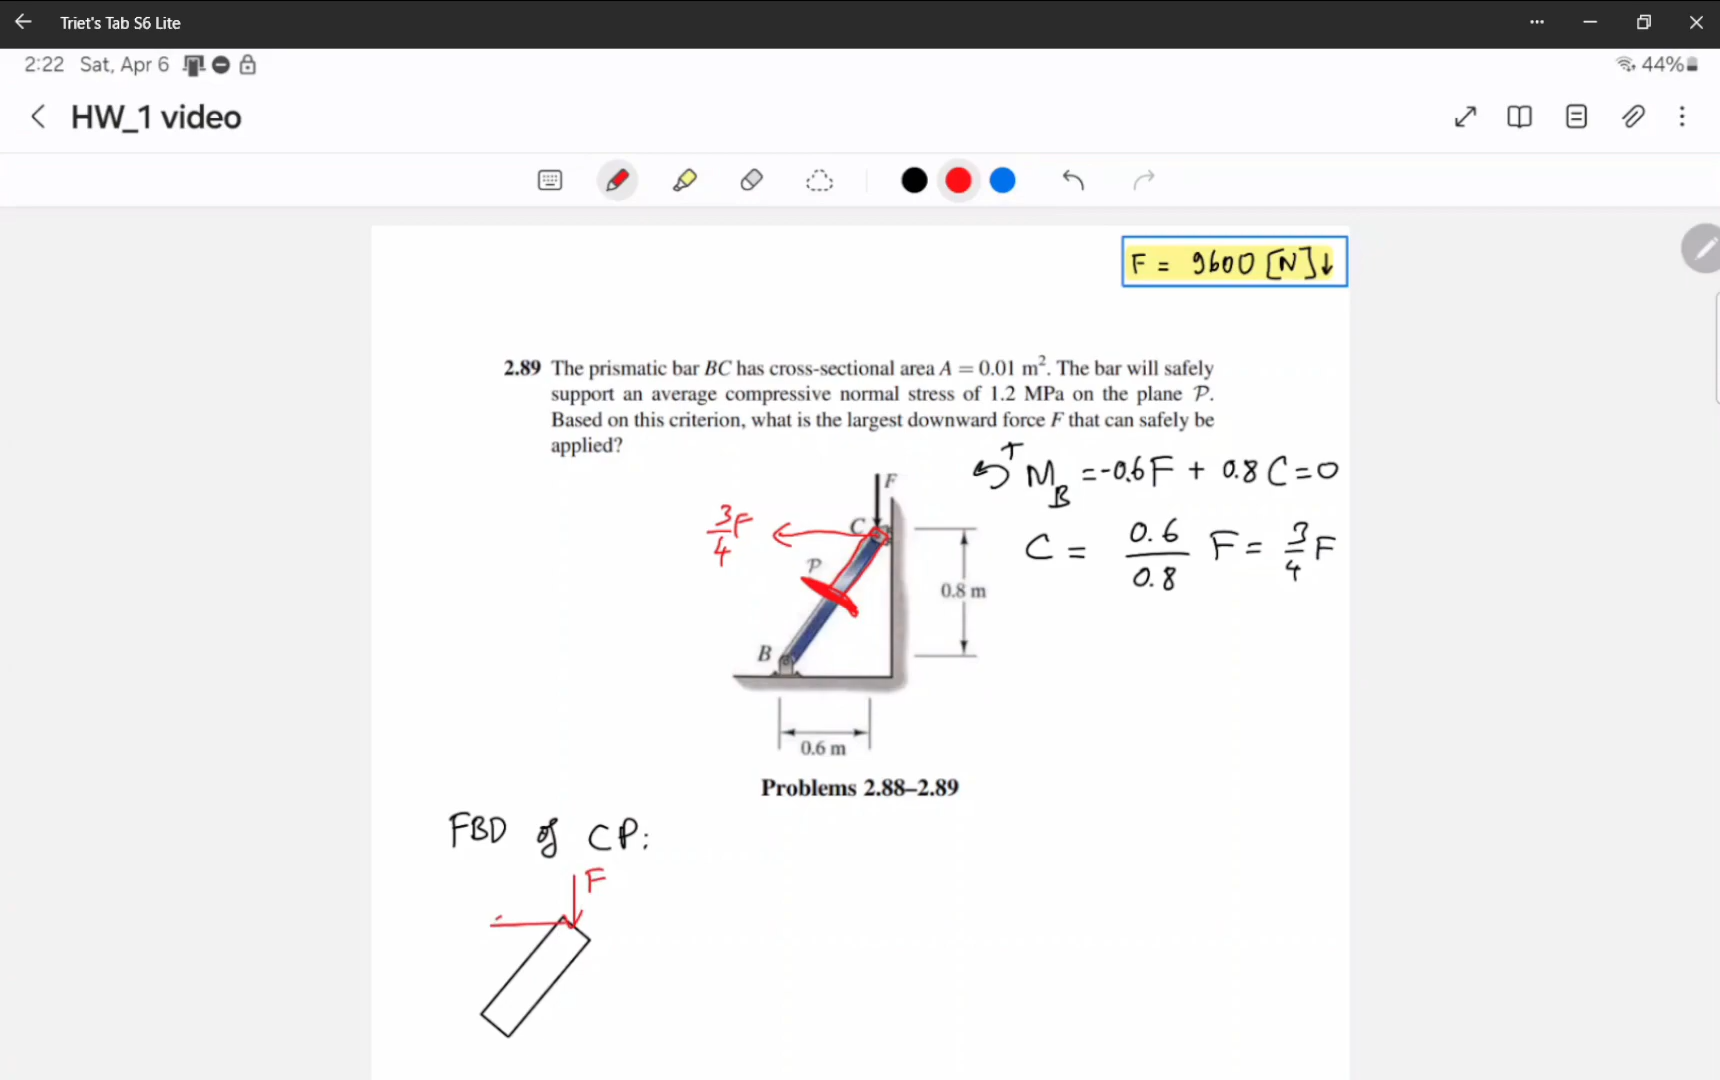 Triet's Tab S6 Lite
2:22 Sat, Apr 6
44%
HW_1 video
F = 9600 [N]↓
2.89 The prismatic bar BC has cross-sectional area A = 0.01 m². The bar will safely
support an average compressive normal stress of 1.2 MPa on the plane 𝒫.
Based on this criterion, what is the largest downward force F that can safely be
applied?
+ M_B = -0.6F + 0.8 C = 0
F
3/4 F
C
C = 0.6/0.8 F = 3/4 F
𝒫
0.8 m
B
0.6 m
Problems 2.88–2.89
FBD of CP:
F